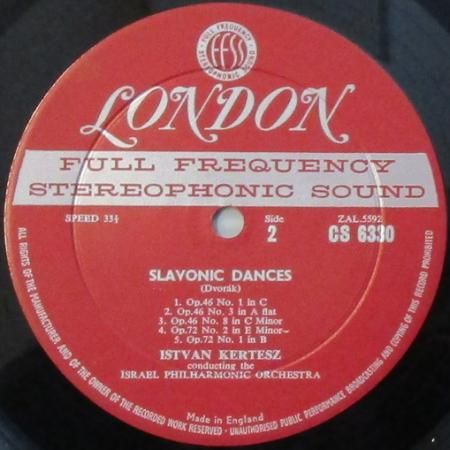 FULL FREQUENCY
FFSS
STEREOPHONIC SOUND
LONDON
FULL FREQUENCY
STEREOPHONIC SOUND
SPEED 33⅓
Side
2
ZAL.5592
CS 6330
SLAVONIC DANCES
(Dvorák)
1. Op.46 No. 1 in C
2. Op.46 No. 3 in A flat
3. Op.46 No. 8 in C Minor
4. Op.72 No. 2 in E Minor
5. Op.72 No. 1 in B
ISTVAN KERTESZ
conducting the
ISRAEL PHILHARMONIC ORCHESTRA
ALL RIGHTS OF THE MANUFACTURER AND OF THE OWNER OF THE RECORDED WORK RESERVED · UNAUTHORISED PUBLIC PERFORMANCE BROADCASTING AND COPYING OF THIS RECORD PROHIBITED
Made in England